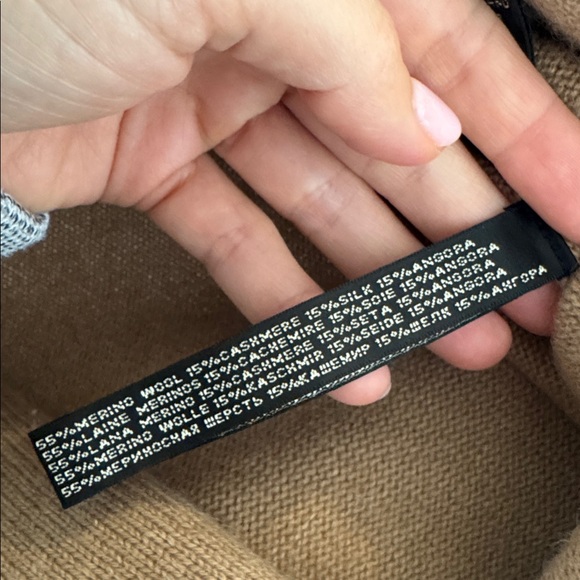 55%MERINO WOOL 15%CASHMERE 15%SILK 15%ANGORA
55%LAINE MERINOS 15%CACHEMIRE 15%SOIE 15%ANGORA
55%LANA MERINO 15%CASHMERE 15%SETA 15%ANGORA
55%MERINO WOLLE 15%KASCHMIR 15%SEIDE 15%ANGORA
55%МЕРИНОСНАЯ ШЕРСТЬ 15%КАШЕМИР 15%ШЕЛК 15%АНГОРА